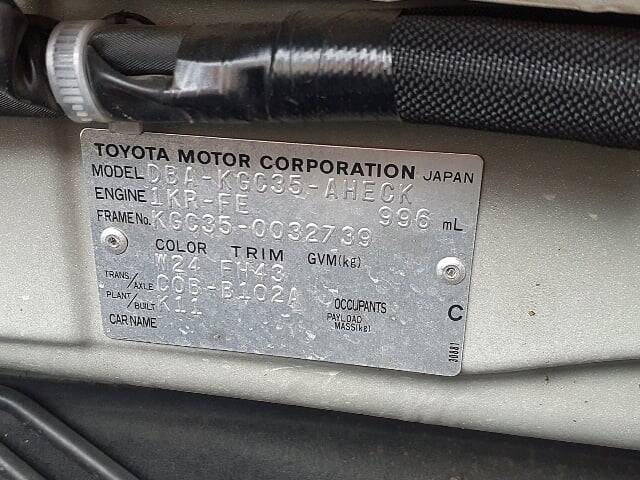 TOYOTA MOTOR CORPORATION JAPAN
MODEL DBA-KGC35-AHECK
ENGINE 1KR-FE 996 mL
FRAME No. KGC35-0032739
COLOR TRIM GVM(kg)
W24 FH43
TRANS./AXLE C0B-B102A
PLANT/BUILT K11
OCCUPANTS
PAYLOAD MASS(kg)
CAR NAME
C
30881